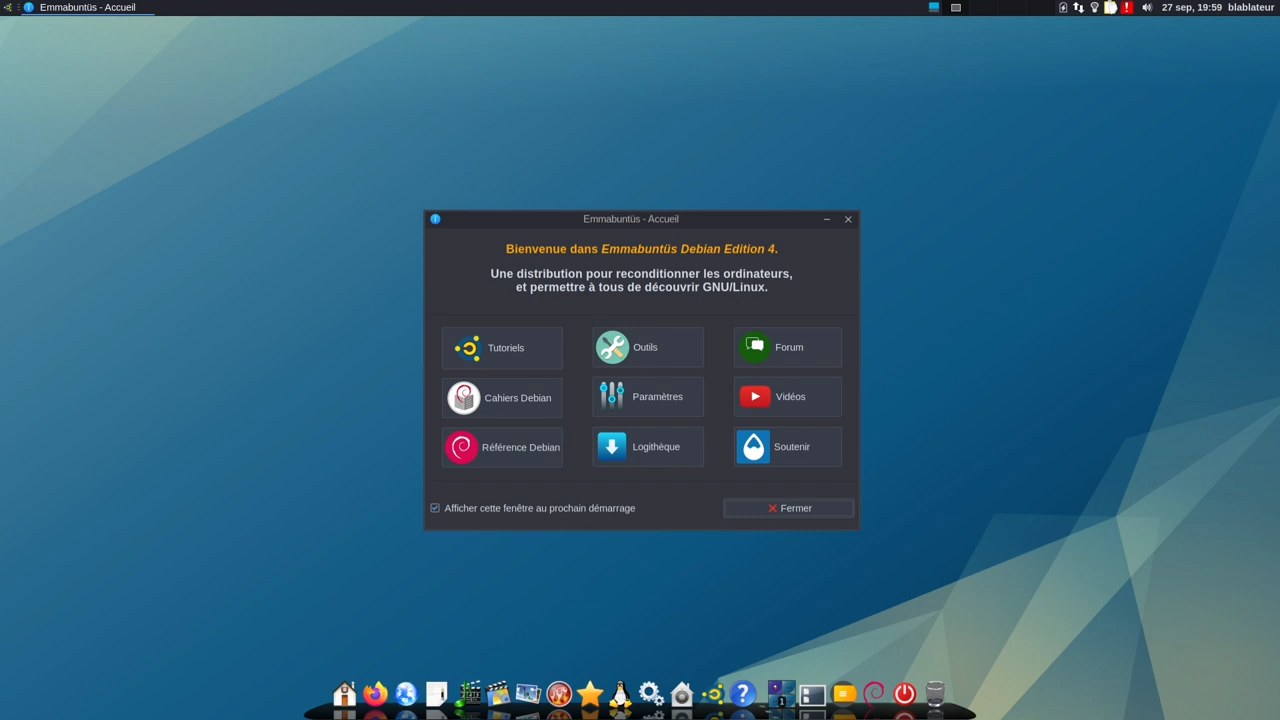 Emmabuntüs - Accueil
27 sep, 19:59 blablateur
Emmabuntüs - Accueil
Bienvenue dans Emmabuntüs Debian Edition 4.
Une distribution pour reconditionner les ordinateurs,
et permettre à tous de découvrir GNU/Linux.
Tutoriels
Outils
Forum
Cahiers Debian
Paramètres
Vidéos
Référence Debian
Logithèque
Soutenir
Afficher cette fenêtre au prochain démarrage
Fermer
1